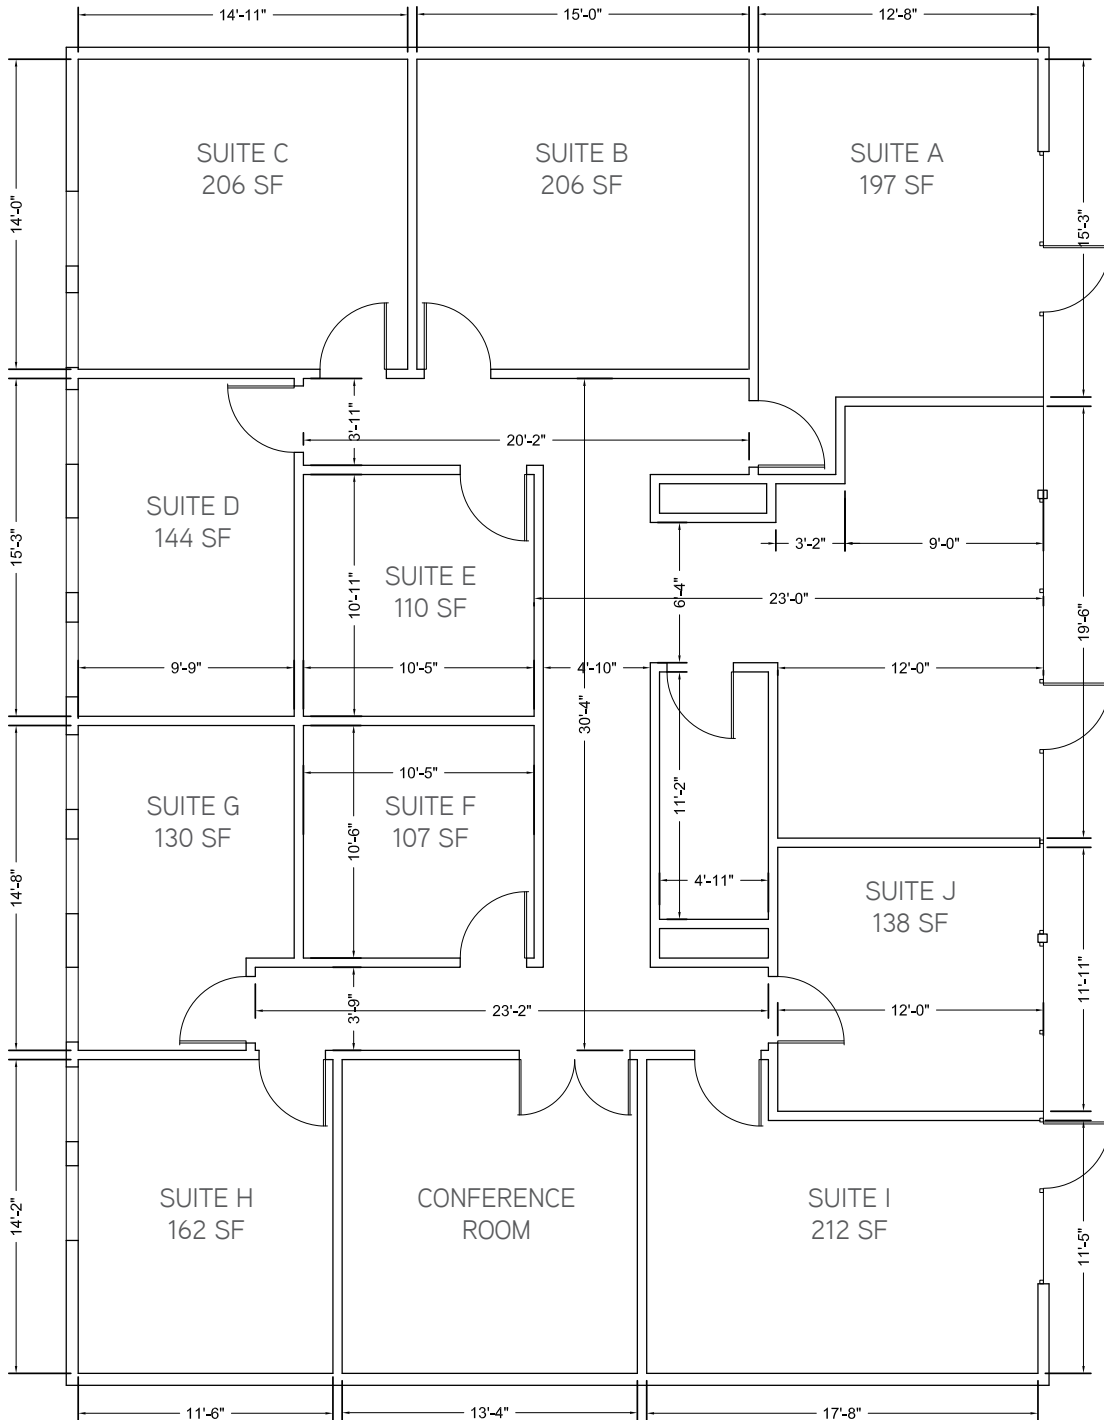 14'-11"
15'-0"
12'-8"
SUITE C
206 SF
SUITE B
206 SF
SUITE A
197 SF
14'-0"
15'-3"
3'-11"
20'-2"
SUITE D
144 SF
15'-3"
SUITE E
110 SF
10'-11"
6'-4"
3'-2"
9'-0"
23'-0"
19'-6"
9'-9"
10'-5"
4'-10"
12'-0"
30'-4"
10'-5"
SUITE G
130 SF
SUITE F
107 SF
10'-6"
11'-2"
14'-8"
4'-11"
SUITE J
138 SF
11'-11"
3'-9"
23'-2"
12'-0"
SUITE H
162 SF
CONFERENCE
ROOM
SUITE I
212 SF
14'-2"
11'-5"
11'-6"
13'-4"
17'-8"